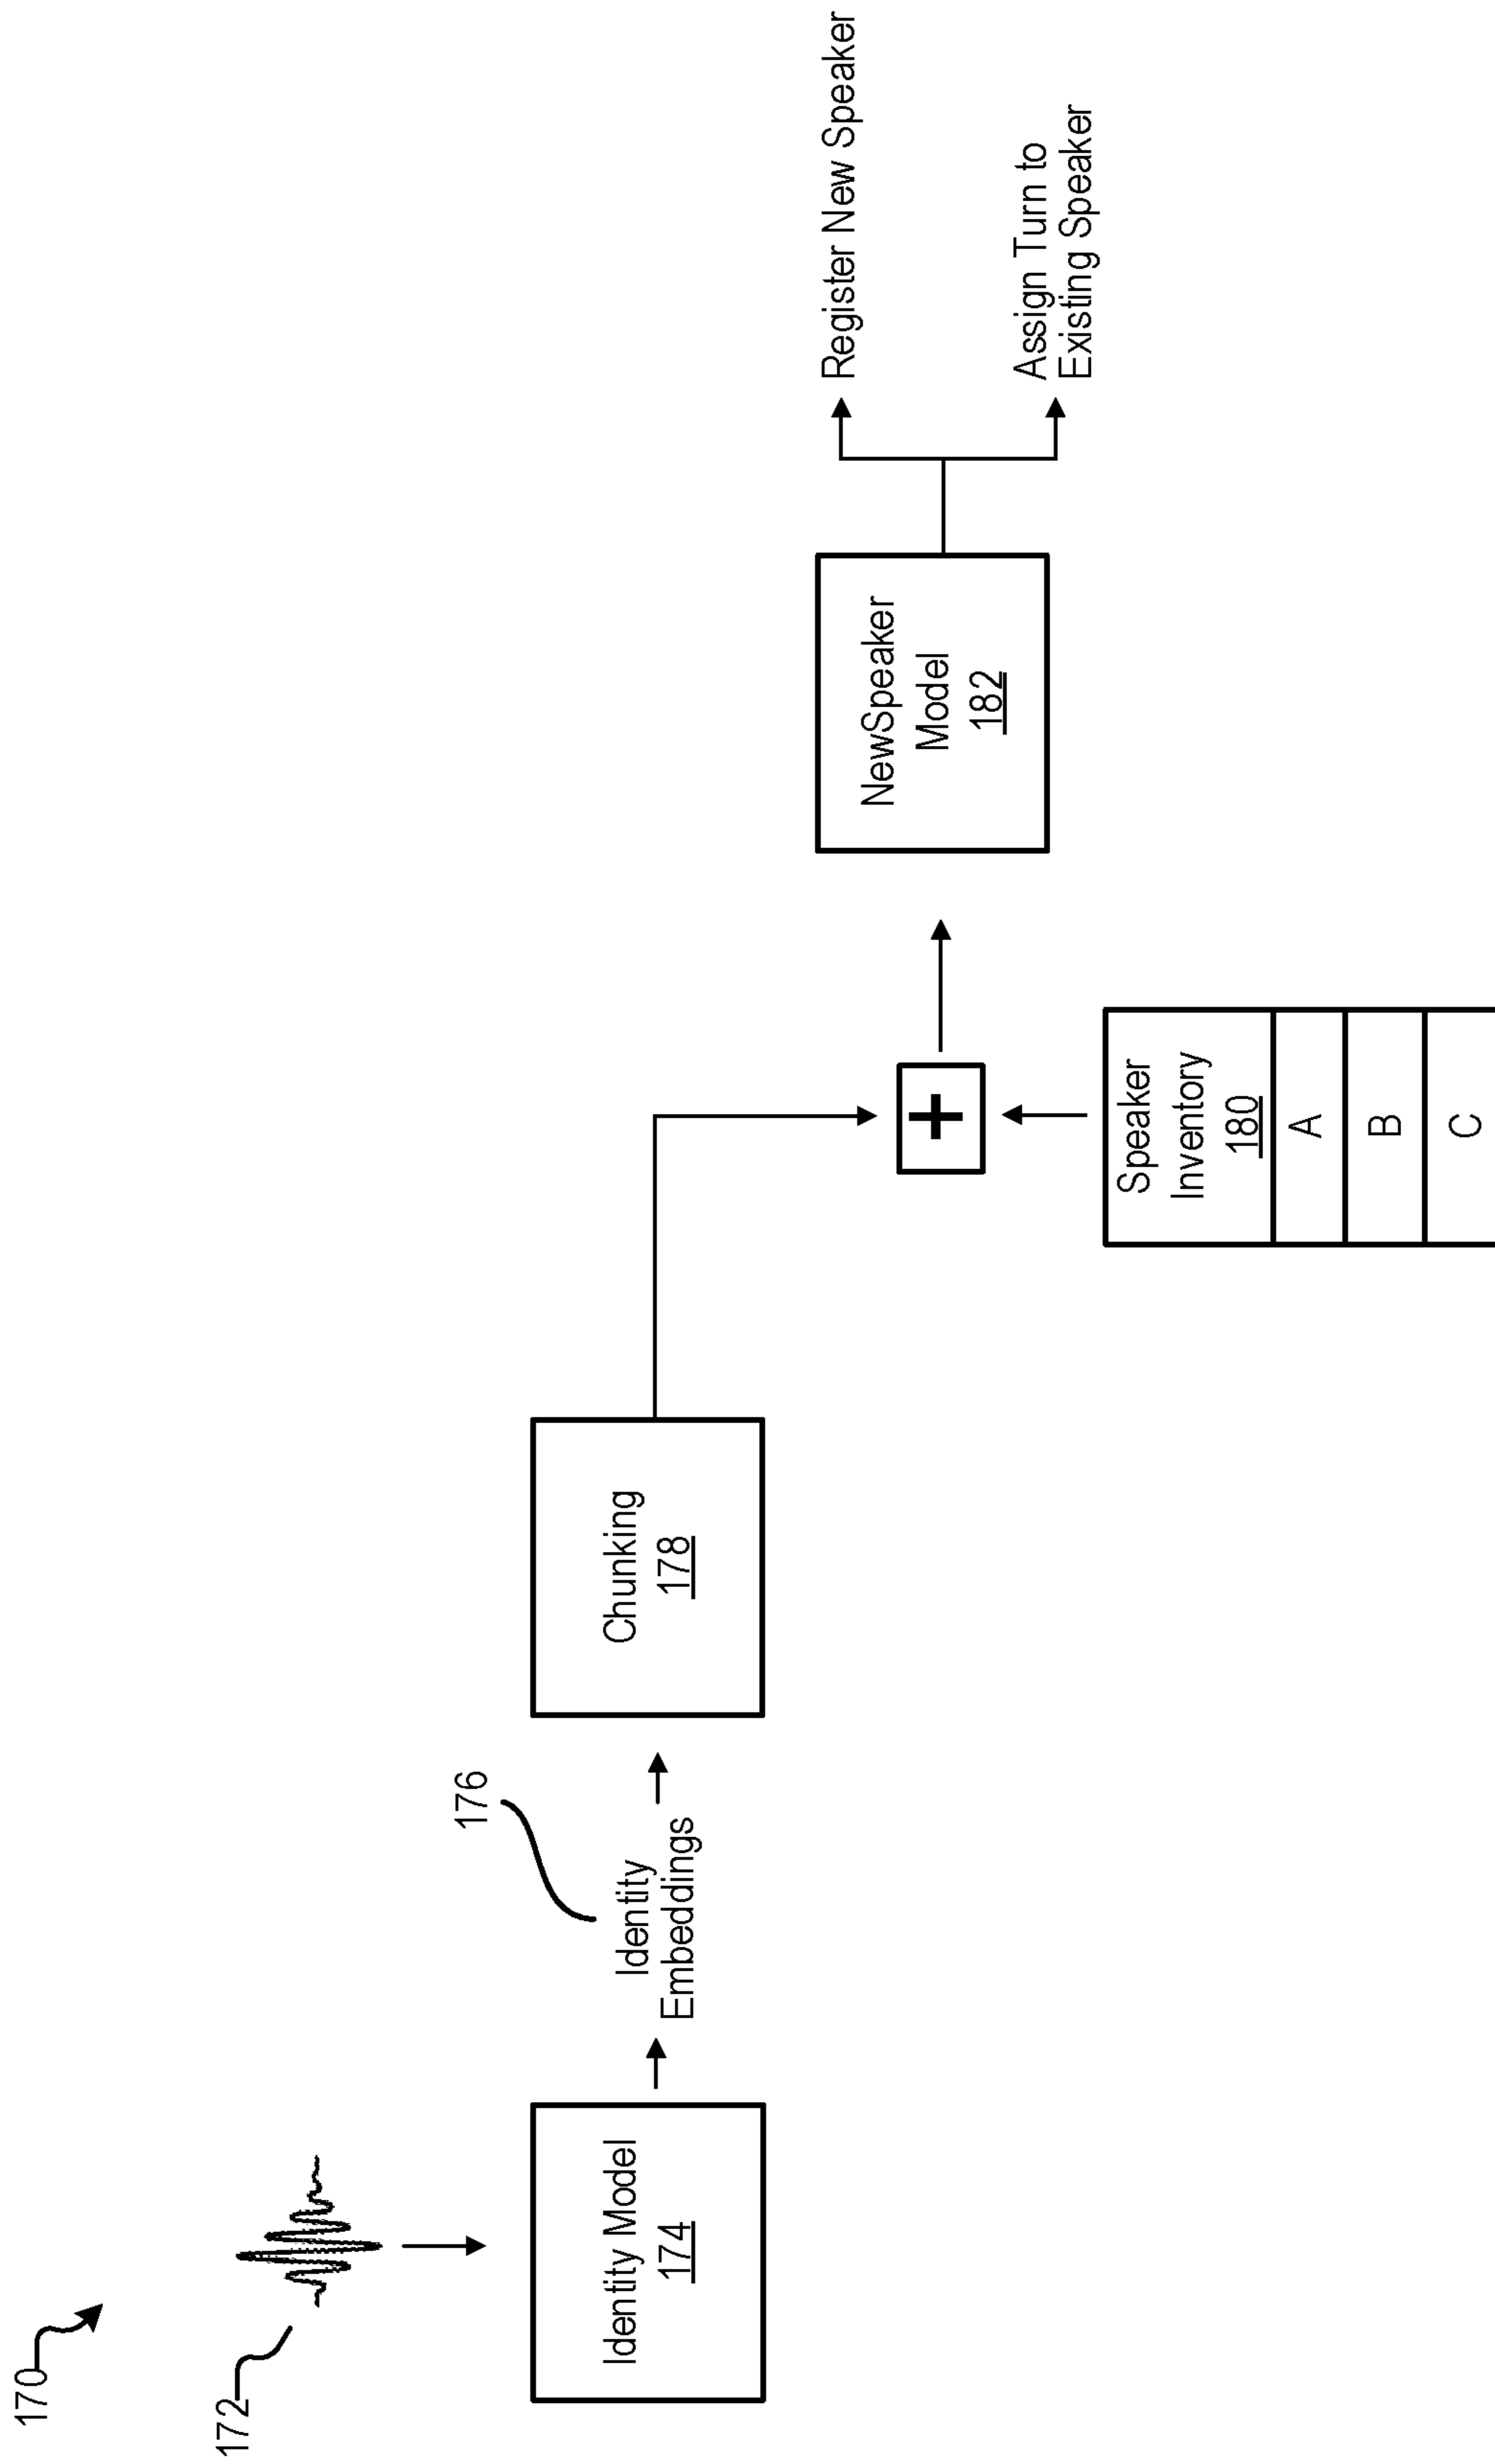 170
172
Identity Model
174
176
Identity
Embeddings
Chunking
178
Speaker
Inventory
180
A
B
C
NewSpeaker
Model
182
Register New Speaker
Assign Turn to
Existing Speaker